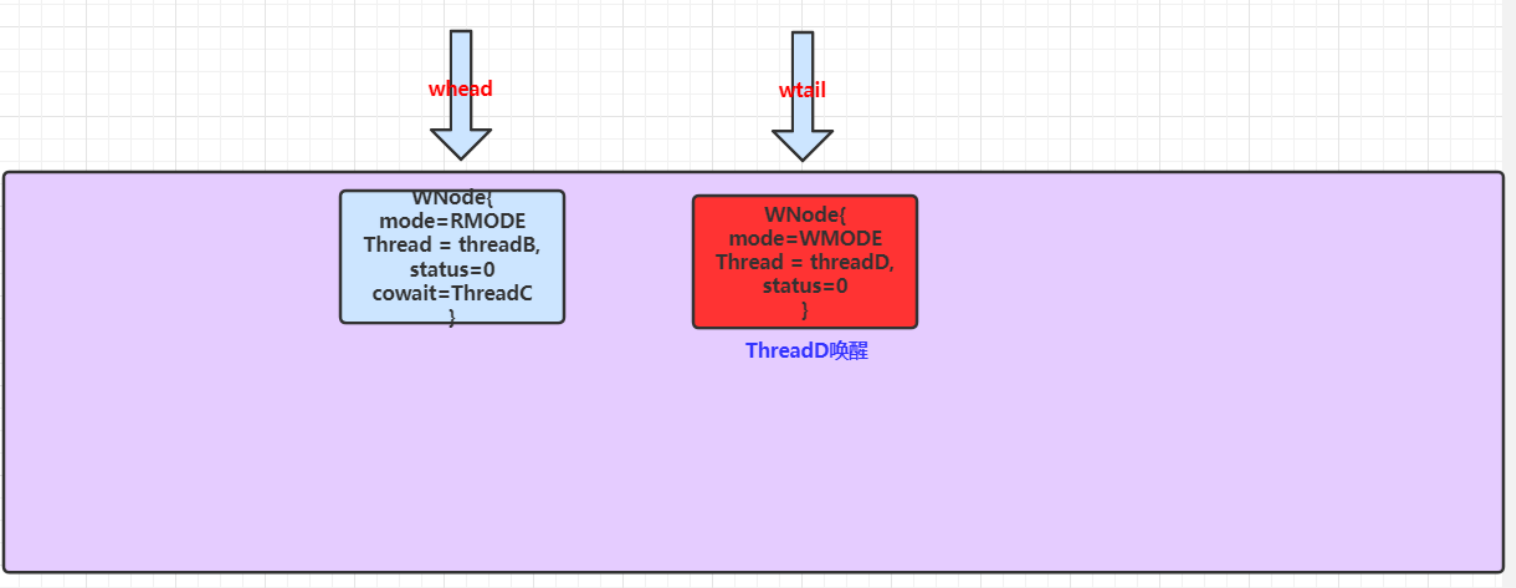 whead
wtail
WNode{
mode=RMODE
Thread = threadB,
status=0
cowait=ThreadC
}
WNode{
mode=WMODE
Thread = threadD,
status=0
}
ThreadD唤醒